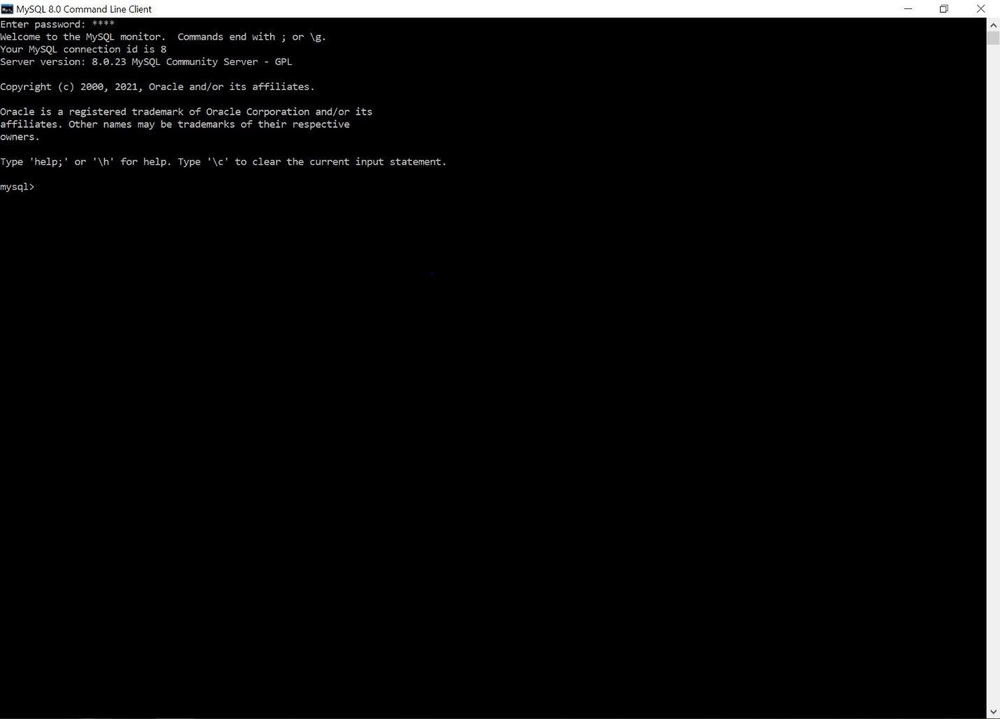 MySQL 8.0 Command Line Client
Enter password: ****
Welcome to the MySQL monitor.  Commands end with ; or \g.
Your MySQL connection id is 8
Server version: 8.0.23 MySQL Community Server - GPL
Copyright (c) 2000, 2021, Oracle and/or its affiliates.
Oracle is a registered trademark of Oracle Corporation and/or its
affiliates. Other names may be trademarks of their respective
owners.
Type 'help;' or '\h' for help. Type '\c' to clear the current input statement.
mysql>